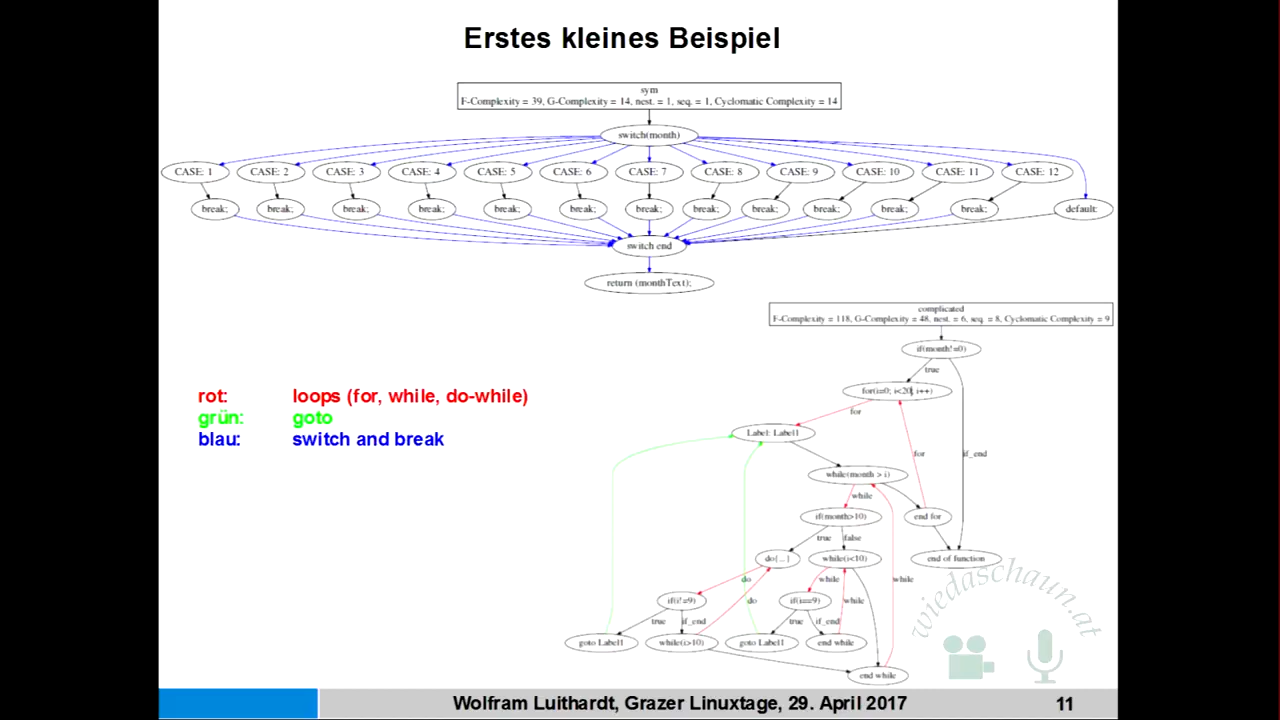 Erstes kleines Beispiel
sym
F-Complexity = 39, G-Complexity = 14, nest. = 1, seq. = 1, Cyclomatic Complexity = 14
switch(month)
CASE: 1 CASE: 2 CASE: 3 CASE: 4 CASE: 5 CASE: 6 CASE: 7 CASE: 8 CASE: 9 CASE: 10 CASE: 11 CASE: 12
break; break; break; break; break; break; break; break; break; break; break; break; default:
switch end
return (monthText);
complicated
F-Complexity = 118, G-Complexity = 48, nest. = 6, seq. = 8, Cyclomatic Complexity = 9
if(month!=0)
true
for(i=0; i<20; i++)
for
Label: Label1
for if_end
while(month > i)
while
if(month>10) end for
true false
do{...} while(i<10) end of function
do while while
do while
if(i!=9) if(i==9)
true if_end true if_end
goto Label1 while(i>10) goto Label1 end while
end while
rot: loops (for, while, do-while)
grün: goto
blau: switch and break
wiedaschaun.at
Wolfram Luithardt, Grazer Linuxtage, 29. April 2017 11